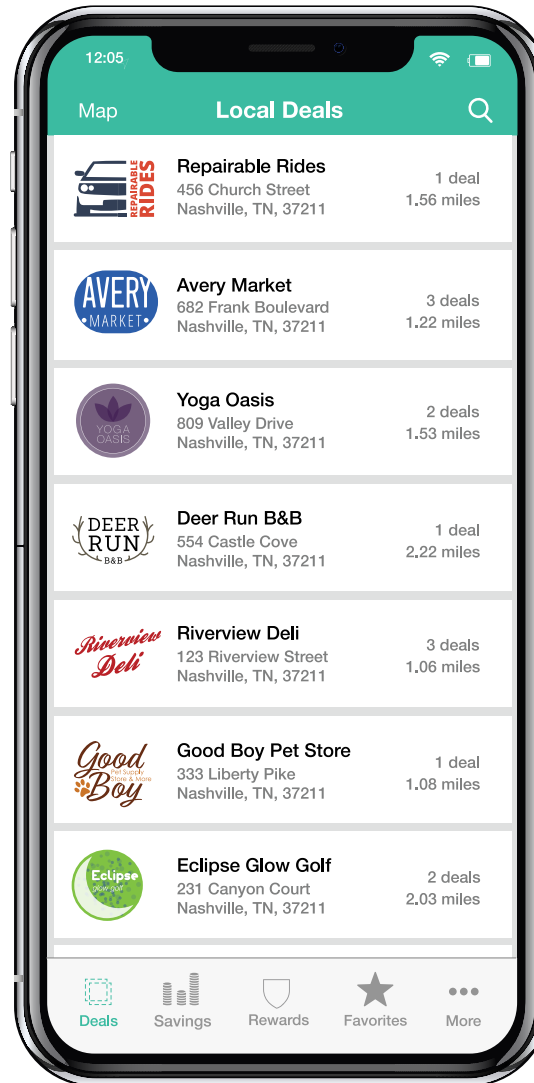 12:05
Map
Local Deals
REPAIRABLE
RIDES
Repairable Rides
456 Church Street
Nashville, TN, 37211
1 deal
1.56 miles
AVERY
•MARKET•
Avery Market
682 Frank Boulevard
Nashville, TN, 37211
3 deals
1.22 miles
YOGA
OASIS
Yoga Oasis
809 Valley Drive
Nashville, TN, 37211
2 deals
1.53 miles
DEER
RUN
B&B
Deer Run B&B
554 Castle Cove
Nashville, TN, 37211
1 deal
2.22 miles
Riverview
Deli
Riverview Deli
123 Riverview Street
Nashville, TN, 37211
3 deals
1.06 miles
Good
Pet Supply
Store & More
Boy
Good Boy Pet Store
333 Liberty Pike
Nashville, TN, 37211
1 deal
1.08 miles
Eclipse
glow golf
Eclipse Glow Golf
231 Canyon Court
Nashville, TN, 37211
2 deals
2.03 miles
Deals
Savings
Rewards
Favorites
More